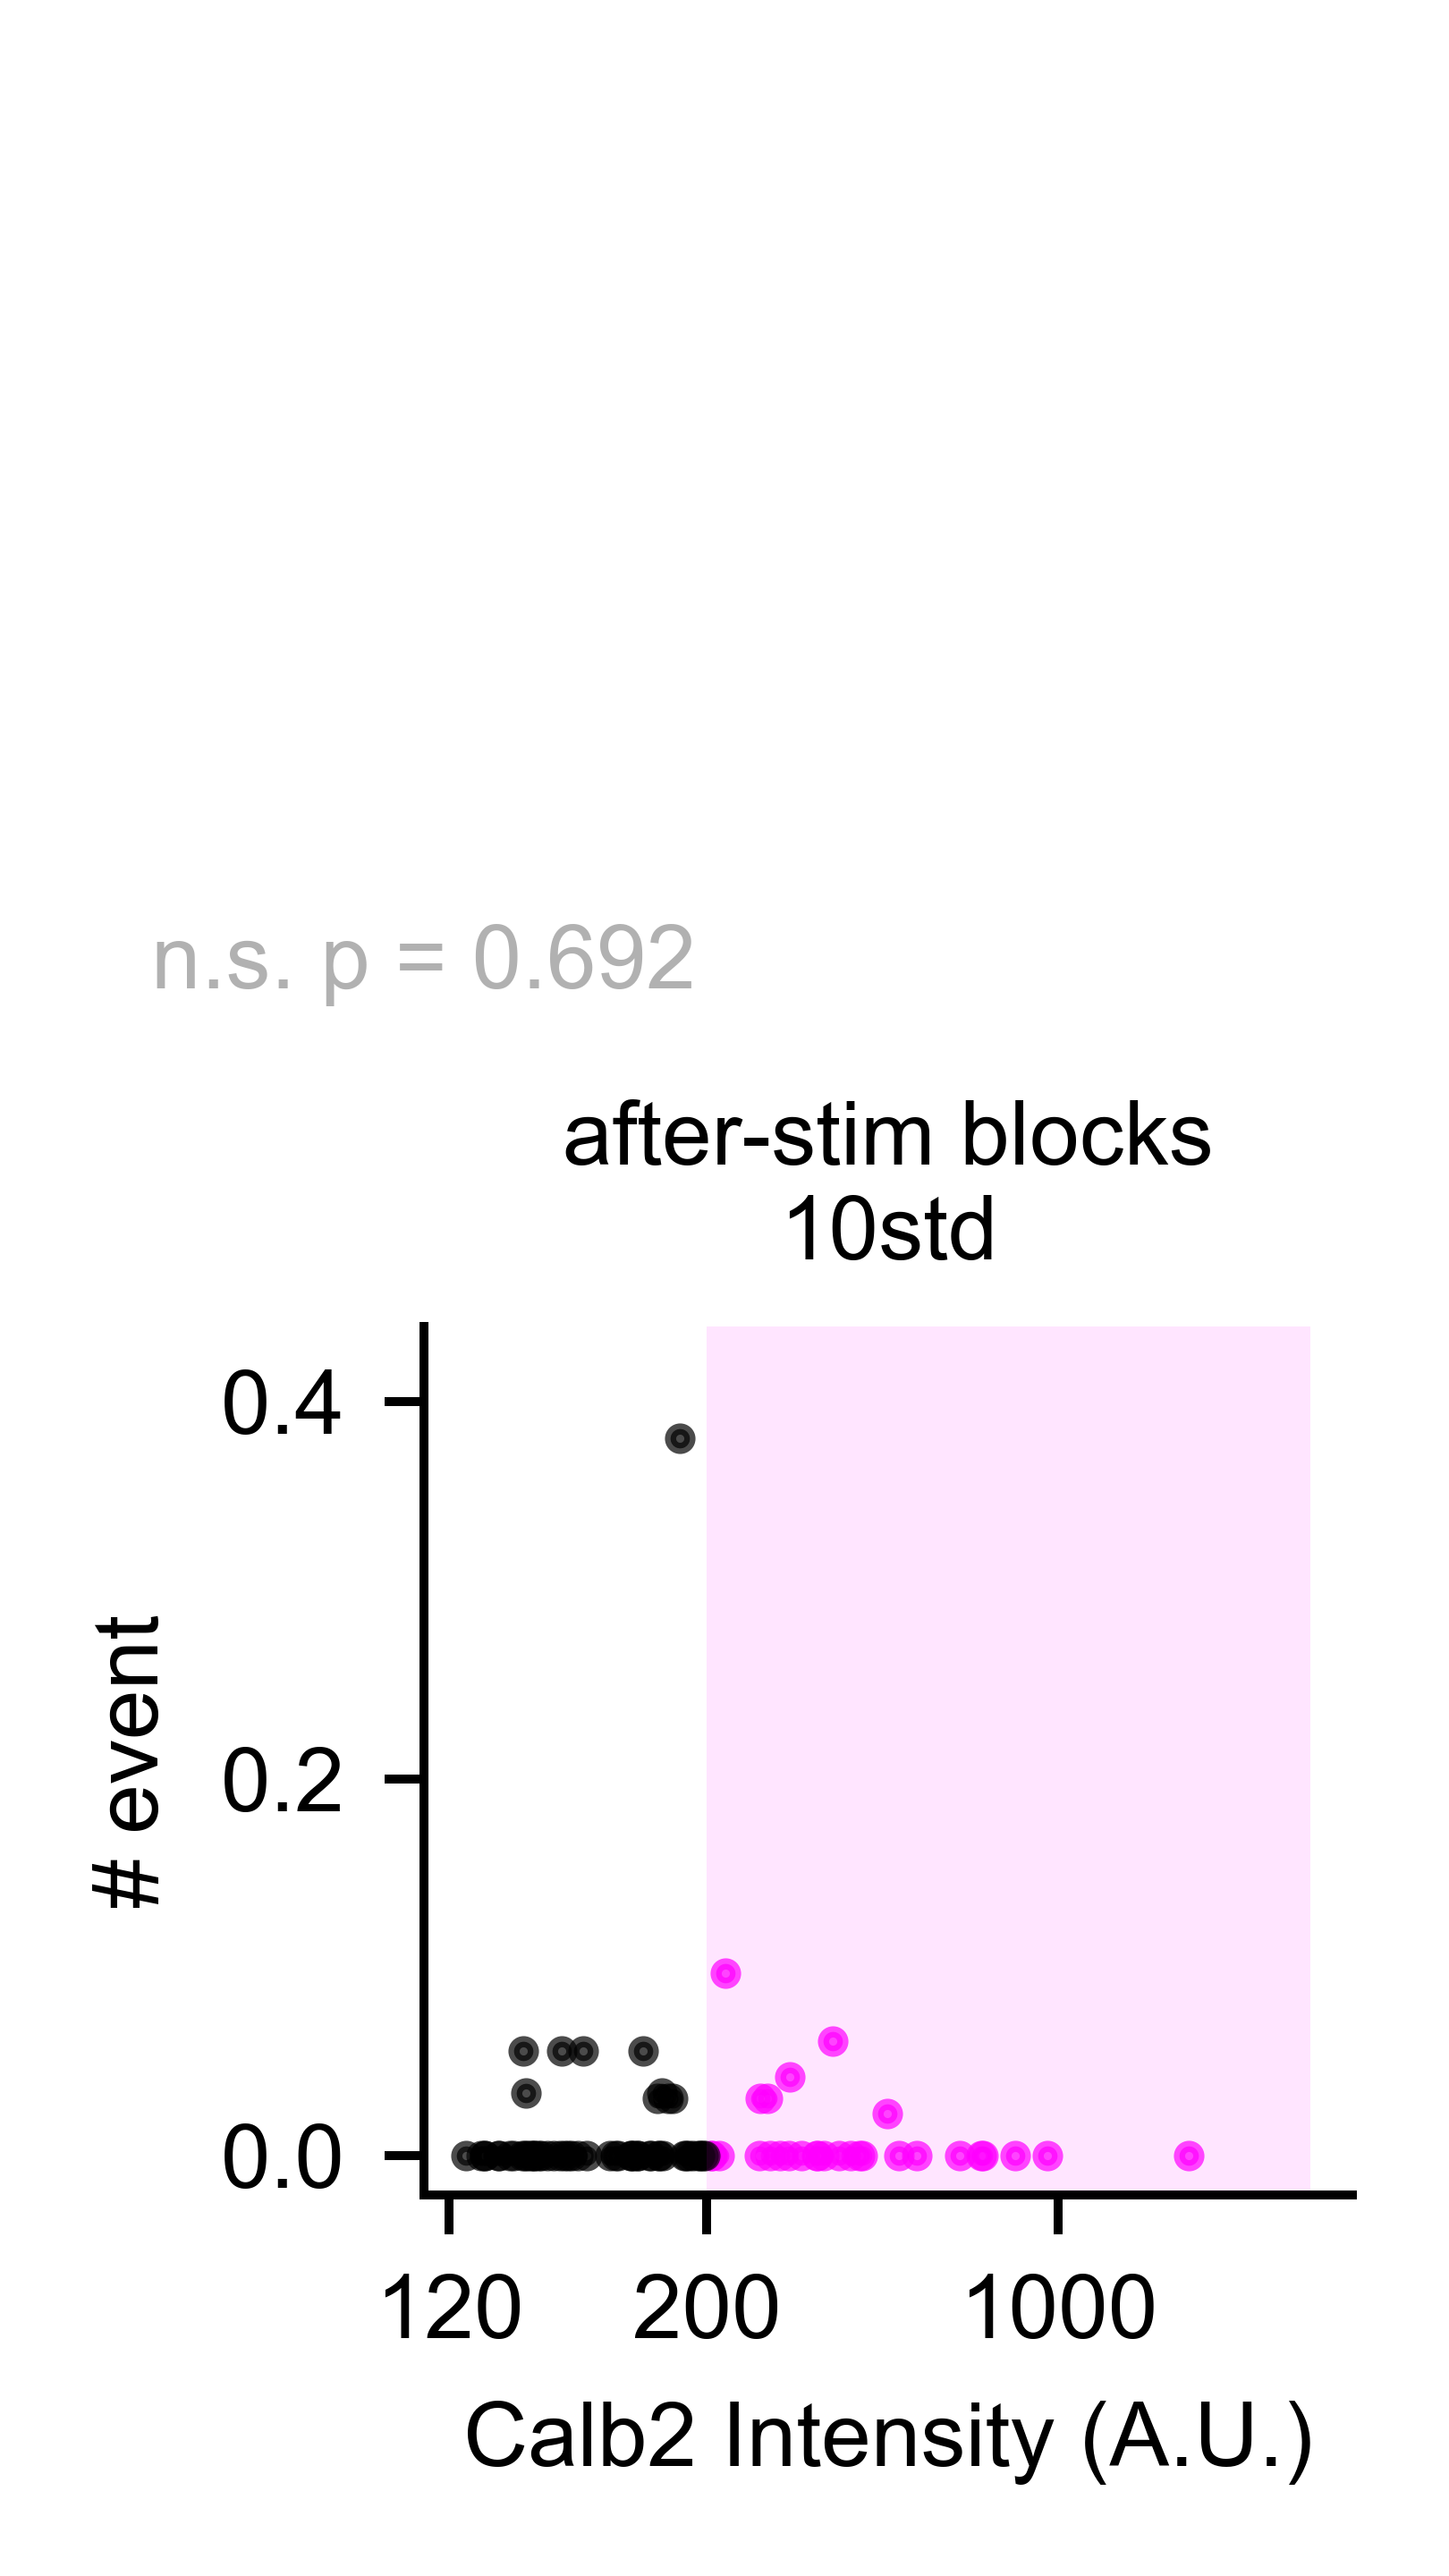 n.s. p = 0.692
after-stim blocks
10std
0.4
0.2
0.0
# event
120 200 1000
Calb2 Intensity (A.U.)